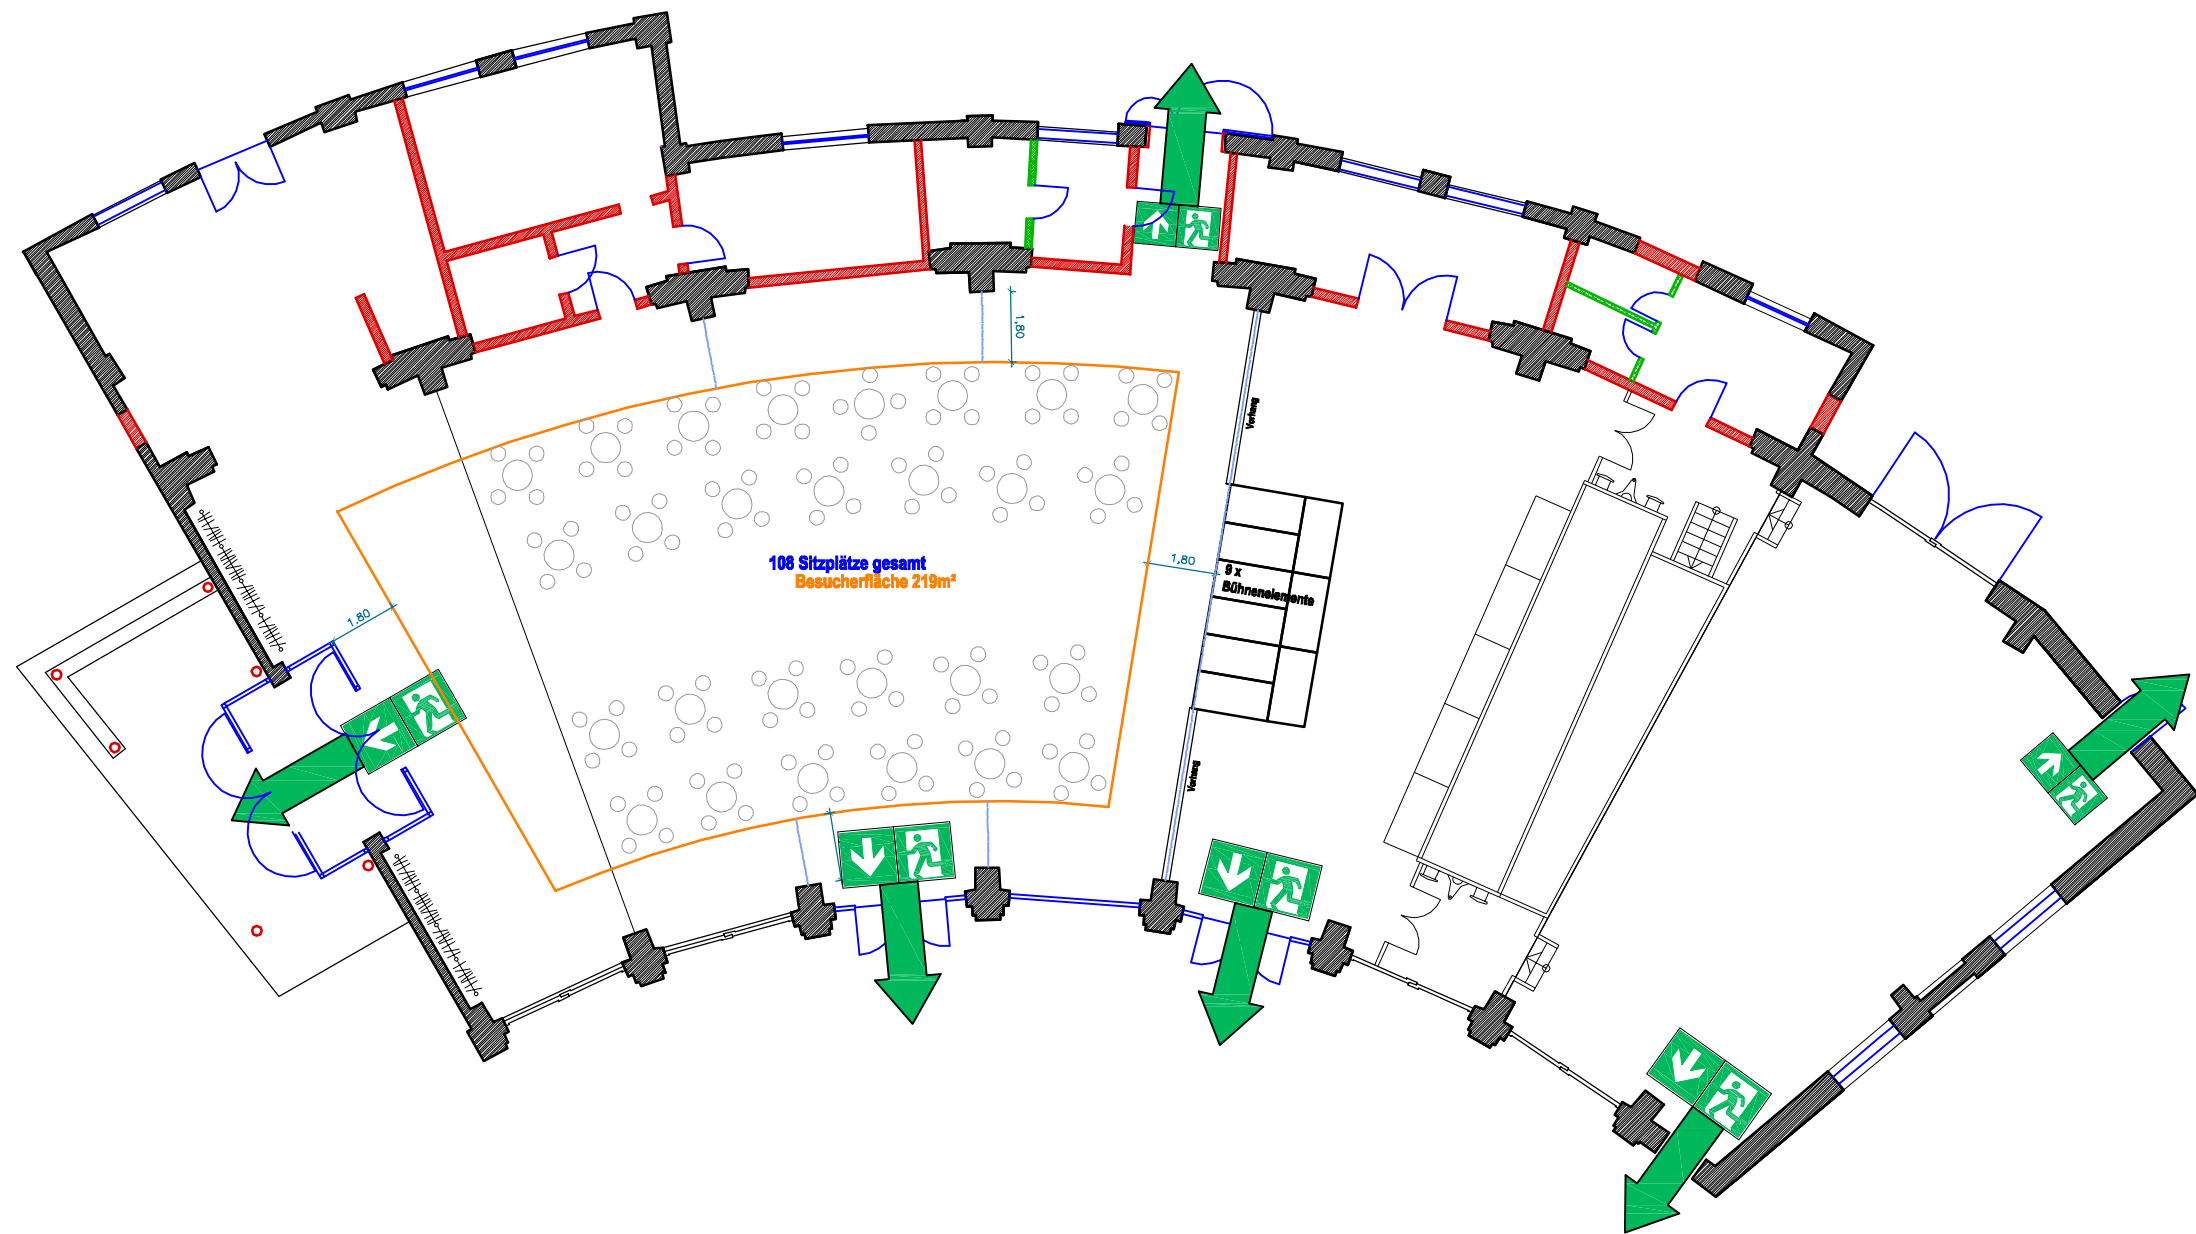 1,80
Vorhang
108 Sitzplätze gesamt
Besucherfläche 219m²
1,80
9 x
Bühnenelemente
1.80
Vorhang